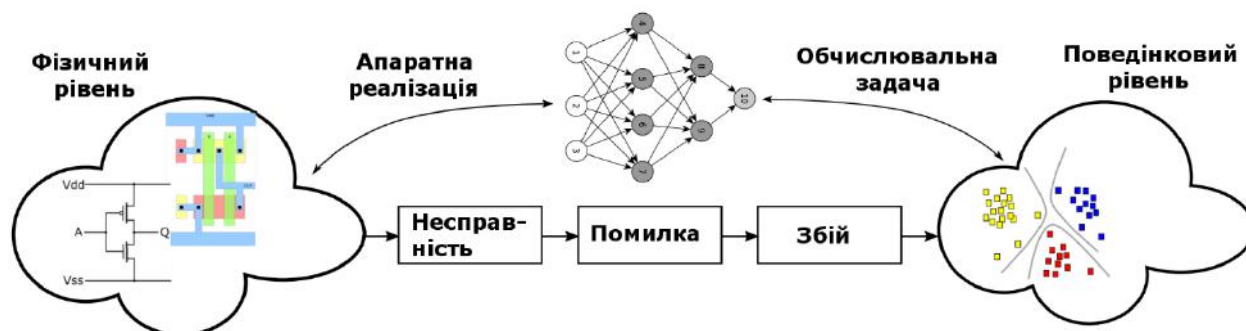 Фізичний
рівень
Апаратна
реалізація
Обчислювальна
задача
Поведінковий
рівень
1
2
3
4
5
6
7
8
9
10
Vdd
A
Q
Vss
Несправ-
ність
Помилка
Збій